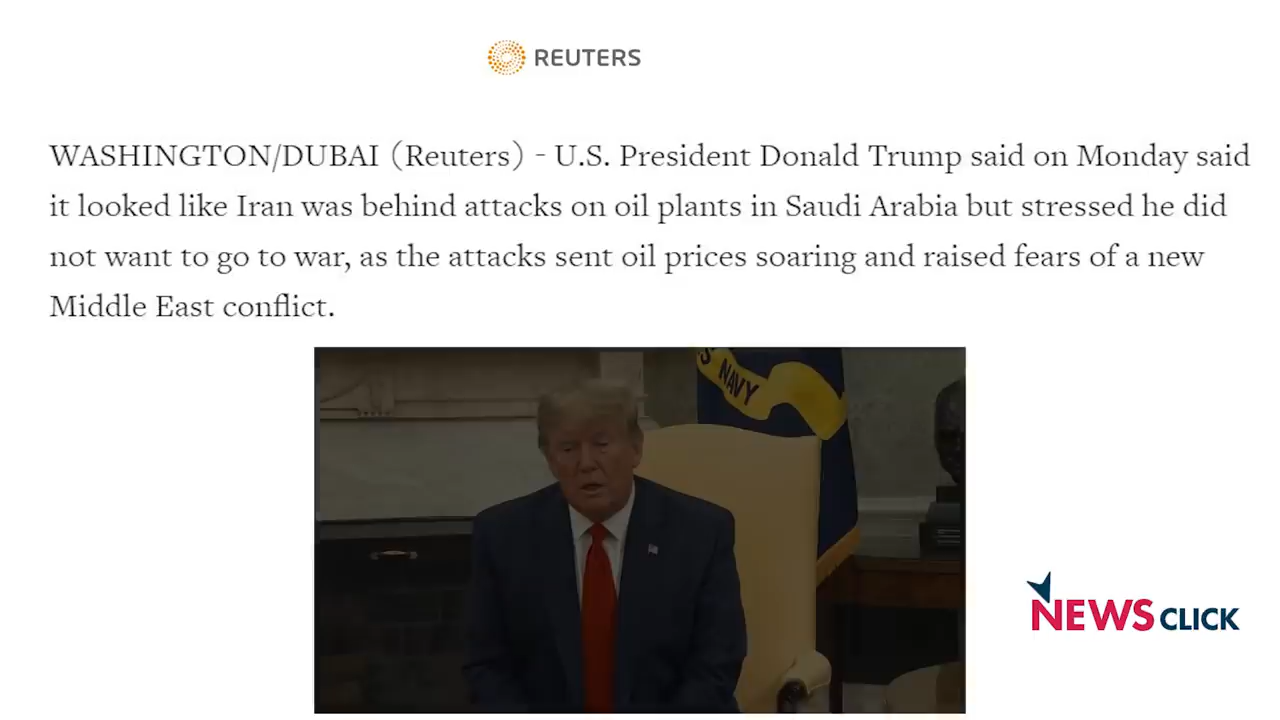 REUTERS
WASHINGTON/DUBAI (Reuters) - U.S. President Donald Trump said on Monday said
it looked like Iran was behind attacks on oil plants in Saudi Arabia but stressed he did
not want to go to war, as the attacks sent oil prices soaring and raised fears of a new
Middle East conflict.
S NAVY
NEWS CLICK